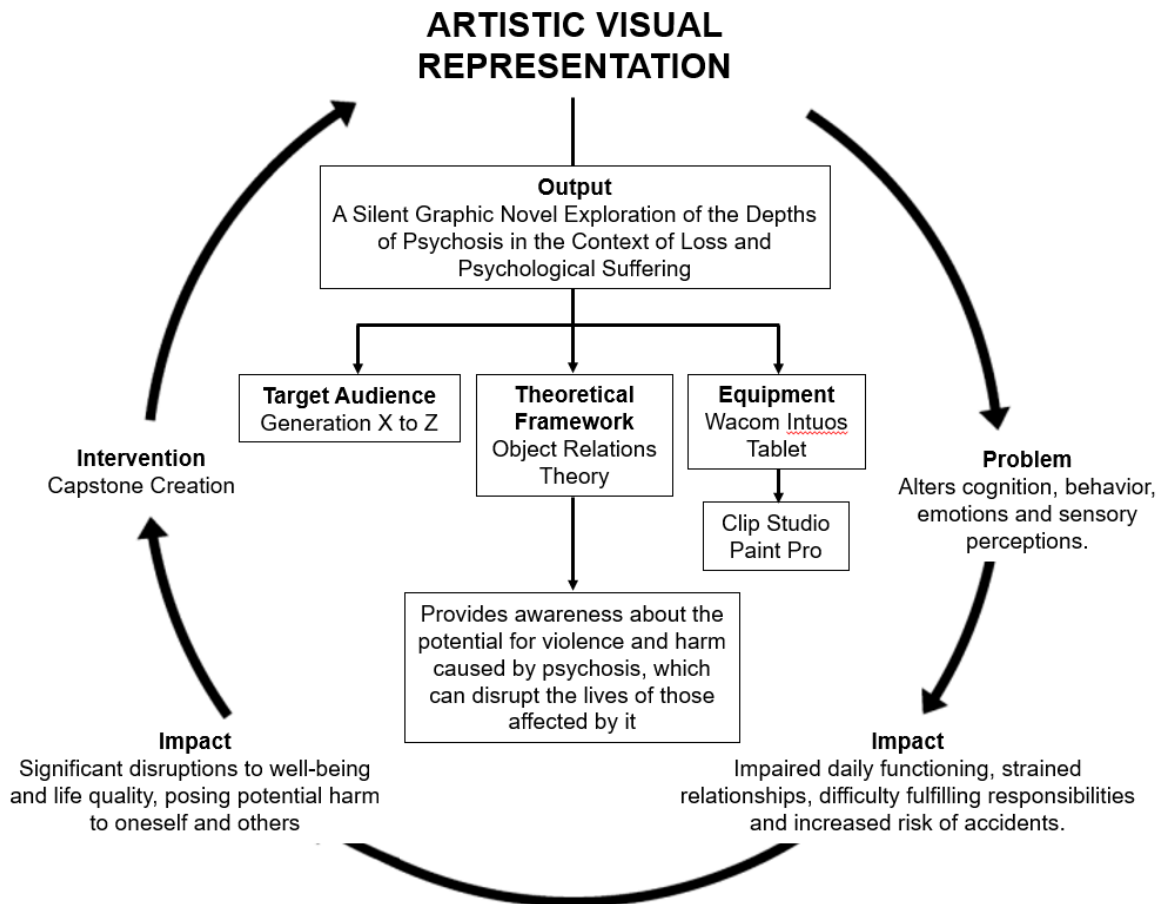 ARTISTIC VISUAL
REPRESENTATION
Output
A Silent Graphic Novel Exploration of the Depths
of Psychosis in the Context of Loss and
Psychological Suffering
Target Audience
Generation X to Z
Theoretical
Framework
Object Relations
Theory
Equipment
Wacom Intuos
Tablet
Clip Studio
Paint Pro
Provides awareness about the
potential for violence and harm
caused by psychosis, which
can disrupt the lives of those
affected by it
Problem
Alters cognition, behavior,
emotions and sensory
perceptions.
Impact
Impaired daily functioning, strained
relationships, difficulty fulfilling responsibilities
and increased risk of accidents.
Impact
Significant disruptions to well-being
and life quality, posing potential harm
to oneself and others
Intervention
Capstone Creation